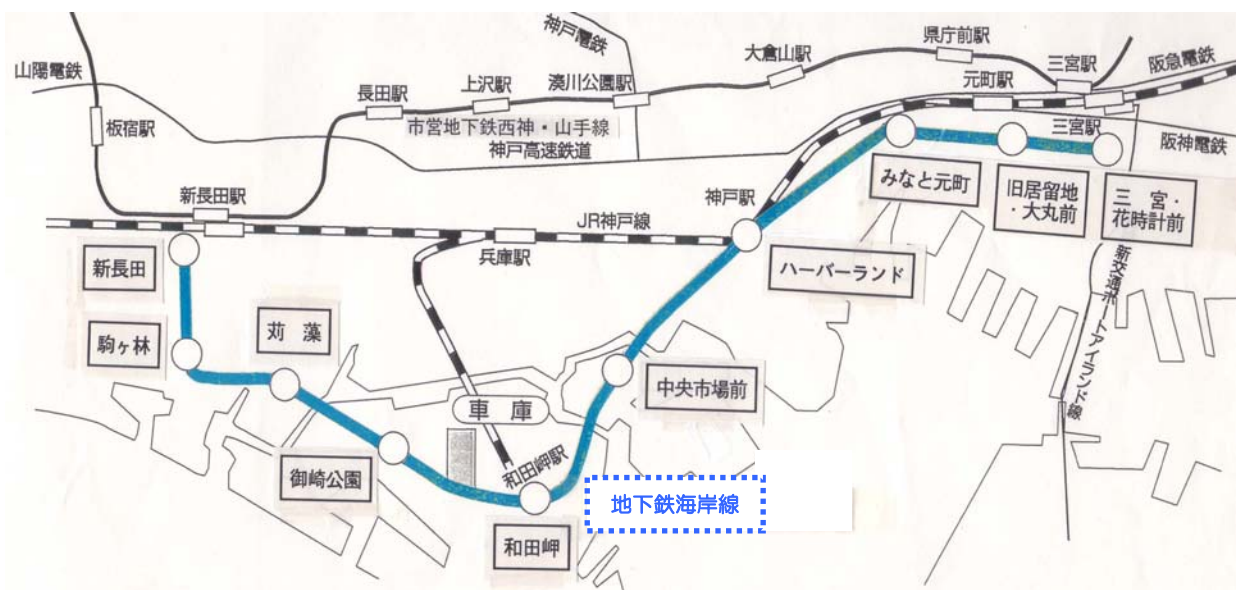 神戸電鉄
県庁前駅
大倉山駅
三宮駅
阪急電鉄
山陽電鉄
上沢駅
湊川公園駅
元町駅
長田駅
板宿駅
市営地下鉄西神・山手線
三宮駅
阪神電鉄
神戸高速鉄道
みなと元町
旧居留地
・大丸前
三宮・
花時計前
新長田駅
神戸駅
JR神戸線
兵庫駅
新長田
ハーバーランド
新交通ポートアイランド線
駒ヶ林
苅藻
中央市場前
車庫
和田岬駅
御崎公園
地下鉄海岸線
和田岬